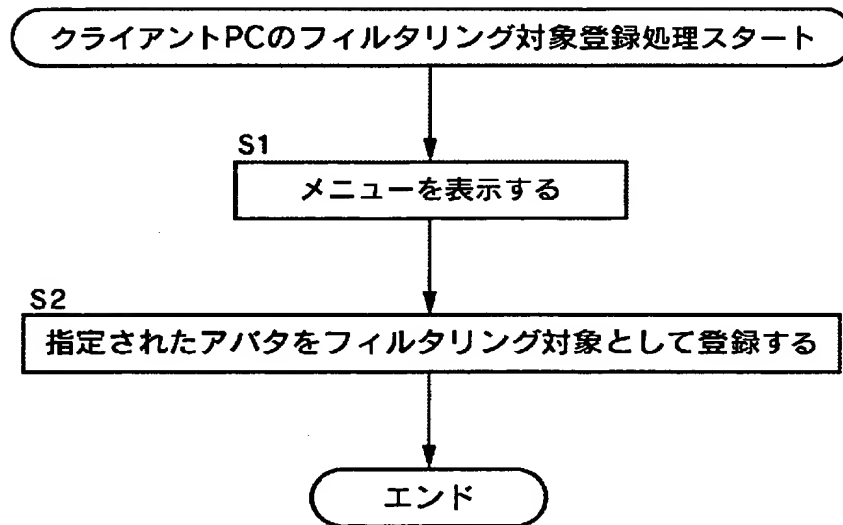 クライアントPCのフィルタリング対象登録処理スタート
S1
メニューを表示する
S2
指定されたアバタをフィルタリング対象として登録する
エンド